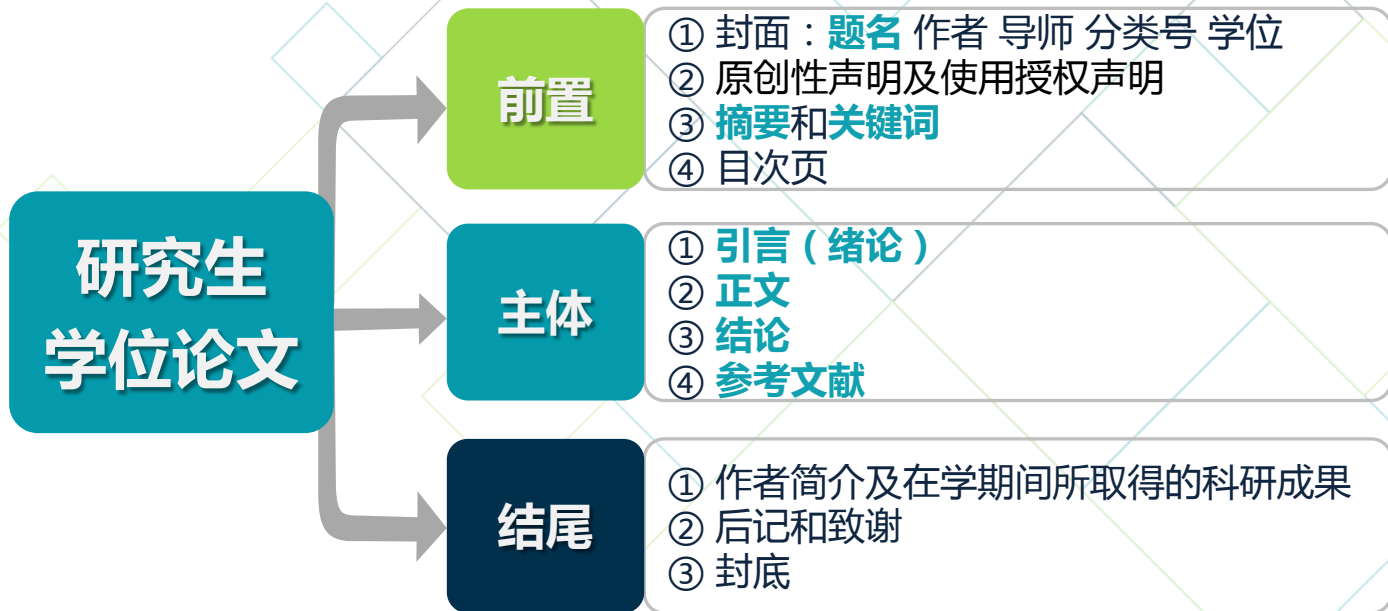 研究生
学位论文
前置
① 封面：题名 作者 导师 分类号 学位
② 原创性声明及使用授权声明
③ 摘要和关键词
④ 目次页
主体
① 引言（绪论）
② 正文
③ 结论
④ 参考文献
结尾
① 作者简介及在学期间所取得的科研成果
② 后记和致谢
③ 封底